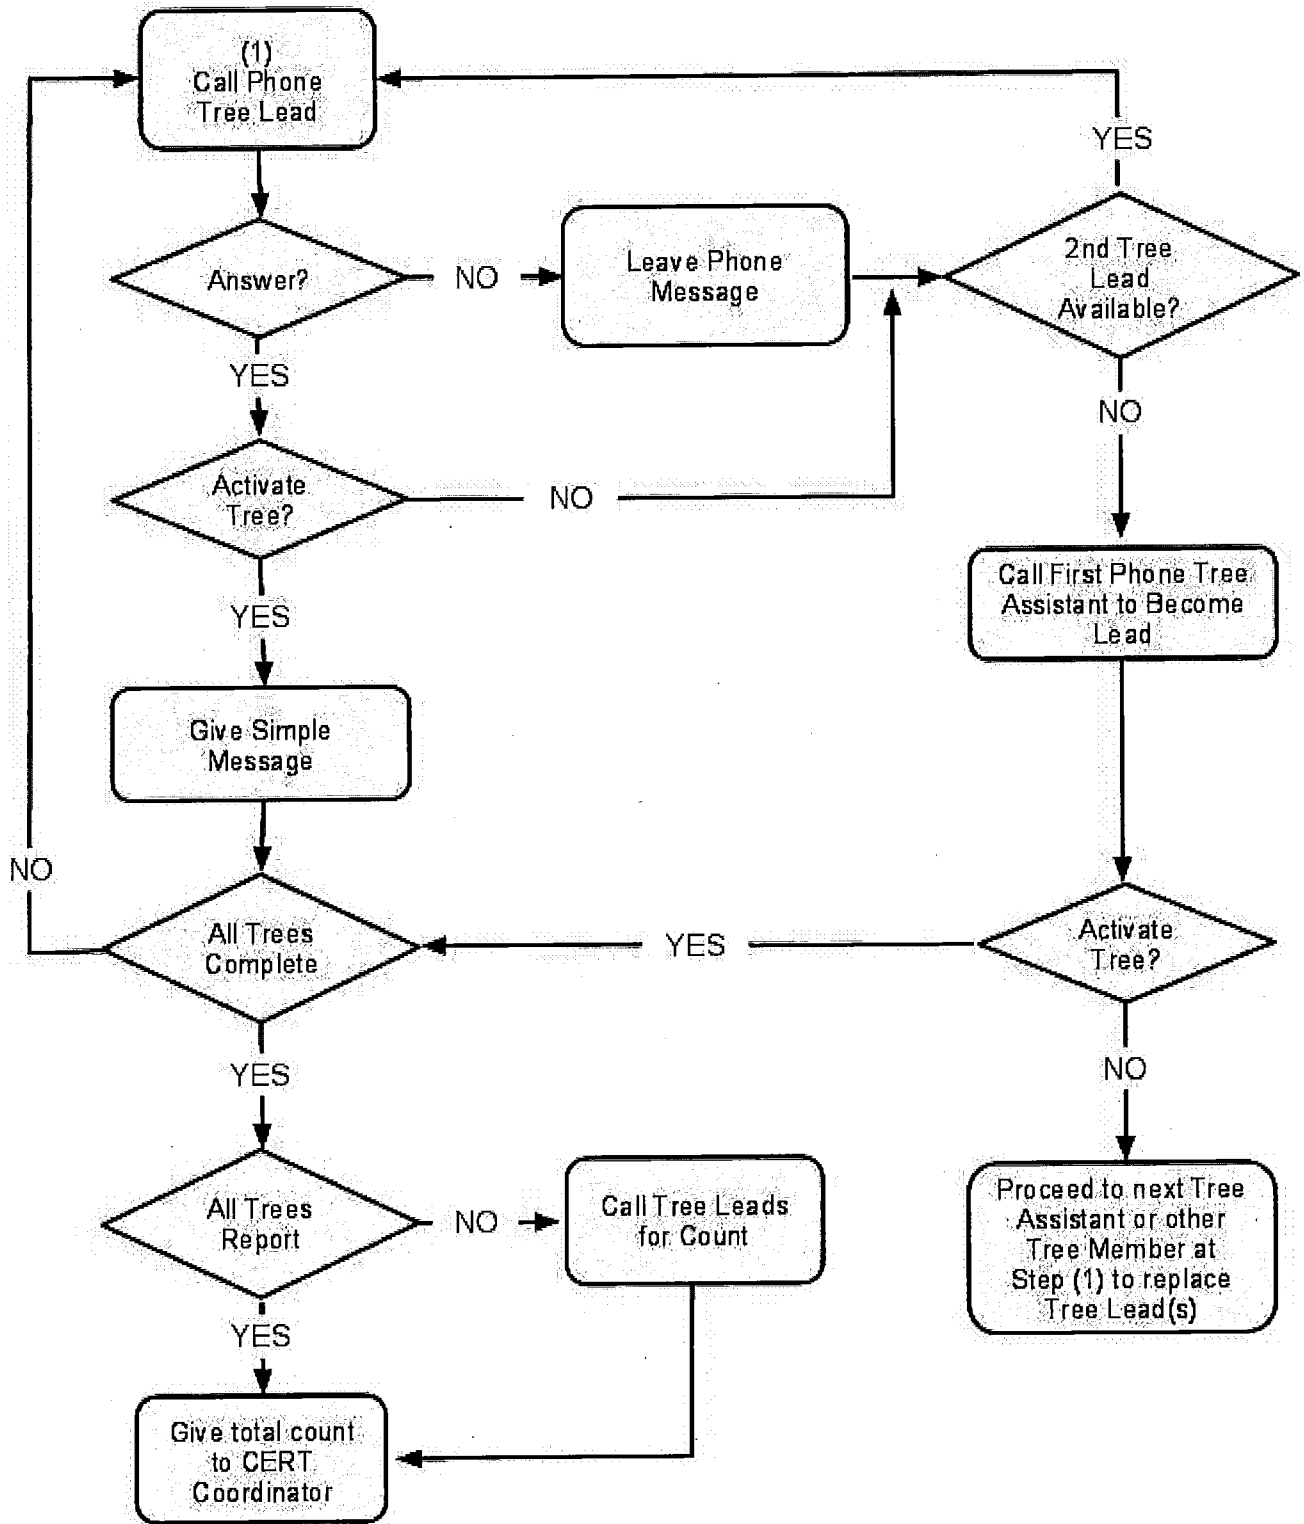 (1)
Call Phone
Tree Lead
YES
Answer?
NO
Leave Phone
Message
2nd Tree
Lead
Available?
YES
NO
Activate
Tree?
NO
YES
Call First Phone Tree
Assistant to Become
Lead
Give Simple
Message
NO
All Trees
Complete
YES
Activate
Tree?
YES
NO
All Trees
Report
NO
Call Tree Leads
for Count
Proceed to next Tree
Assistant or other
Tree Member at
Step (1) to replace
Tree Lead(s)
YES
Give total count
to CERT
Coordinator